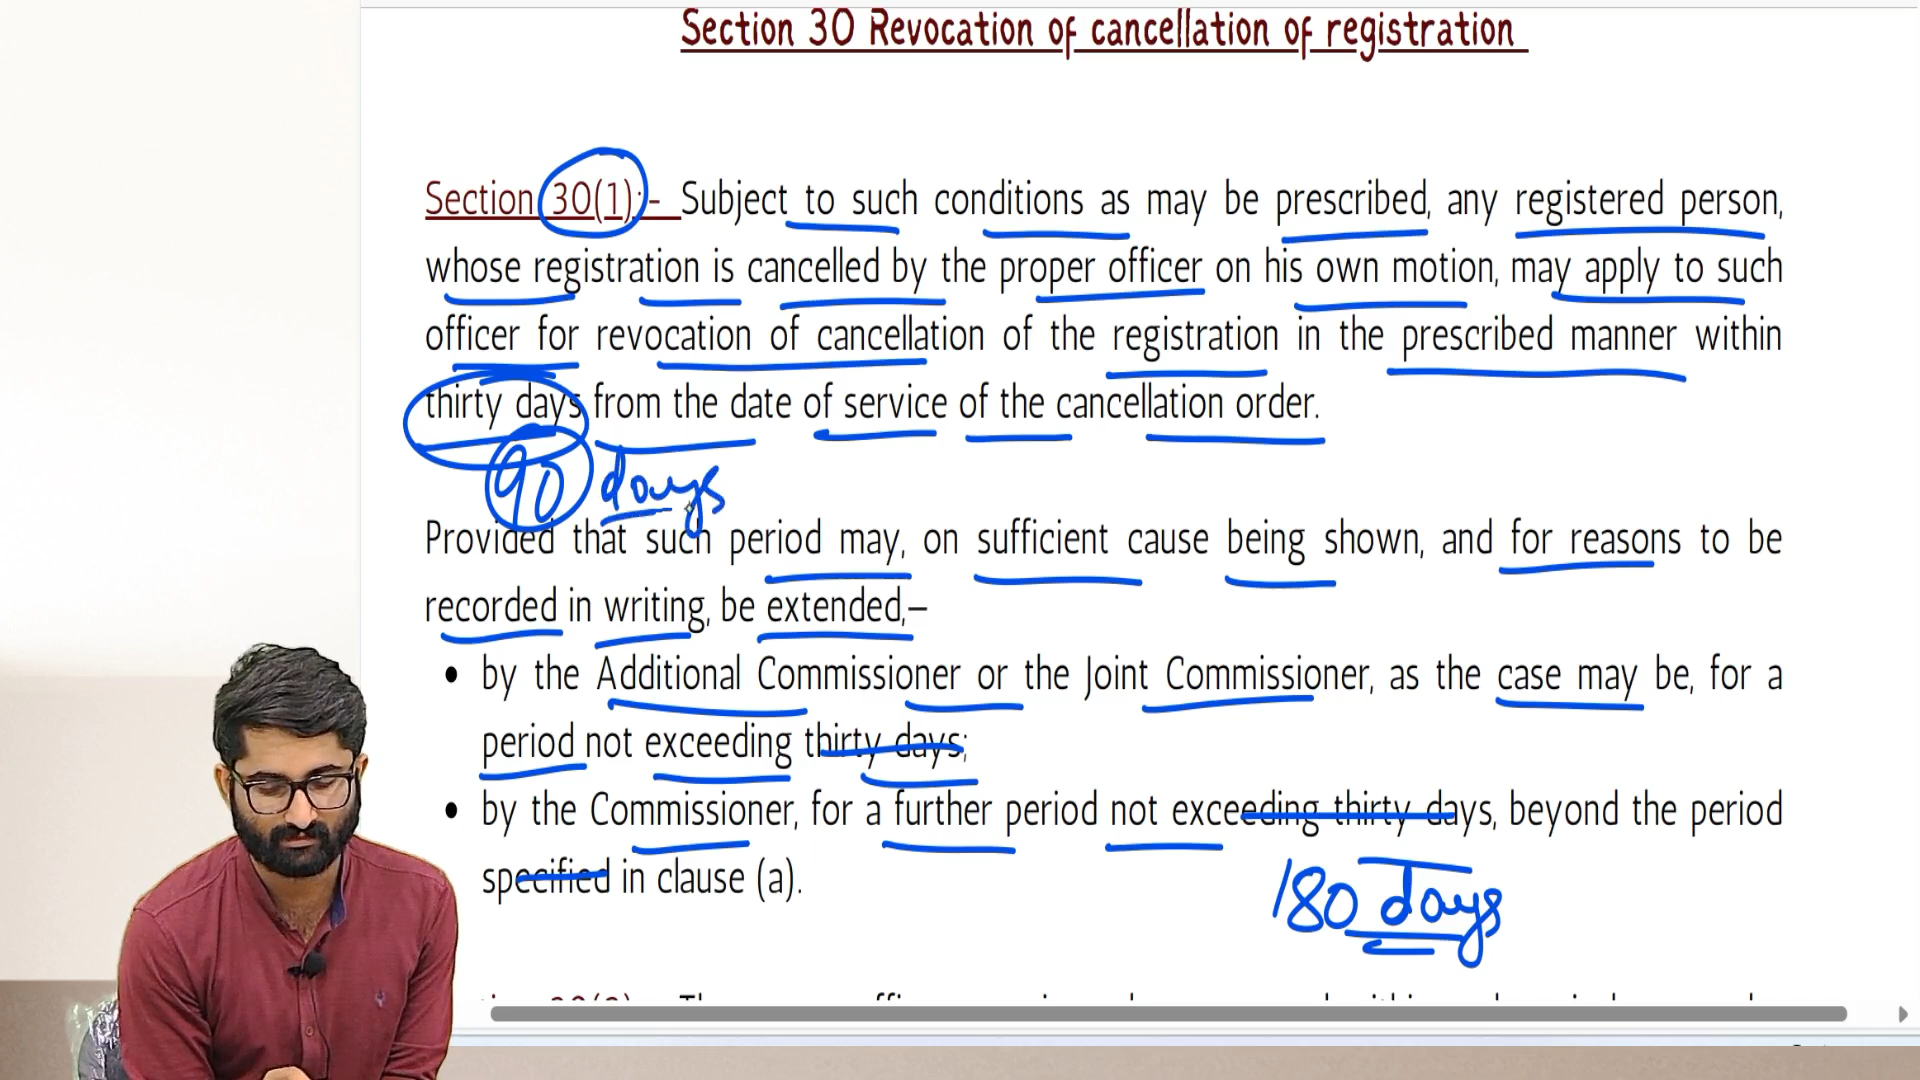 Section 30 Revocation of cancellation of registration
Section 30(1):- Subject to such conditions as may be prescribed, any registered person,
whose registration is cancelled by the proper officer on his own motion, may apply to such
officer for revocation of cancellation of the registration in the prescribed manner within
thirty days from the date of service of the cancellation order.
90 days
Provided that such period may, on sufficient cause being shown, and for reasons to be
recorded in writing, be extended,—
• by the Additional Commissioner or the Joint Commissioner, as the case may be, for a
period not exceeding thirty days;
• by the Commissioner, for a further period not exceeding thirty days, beyond the period
specified in clause (a).
180 days